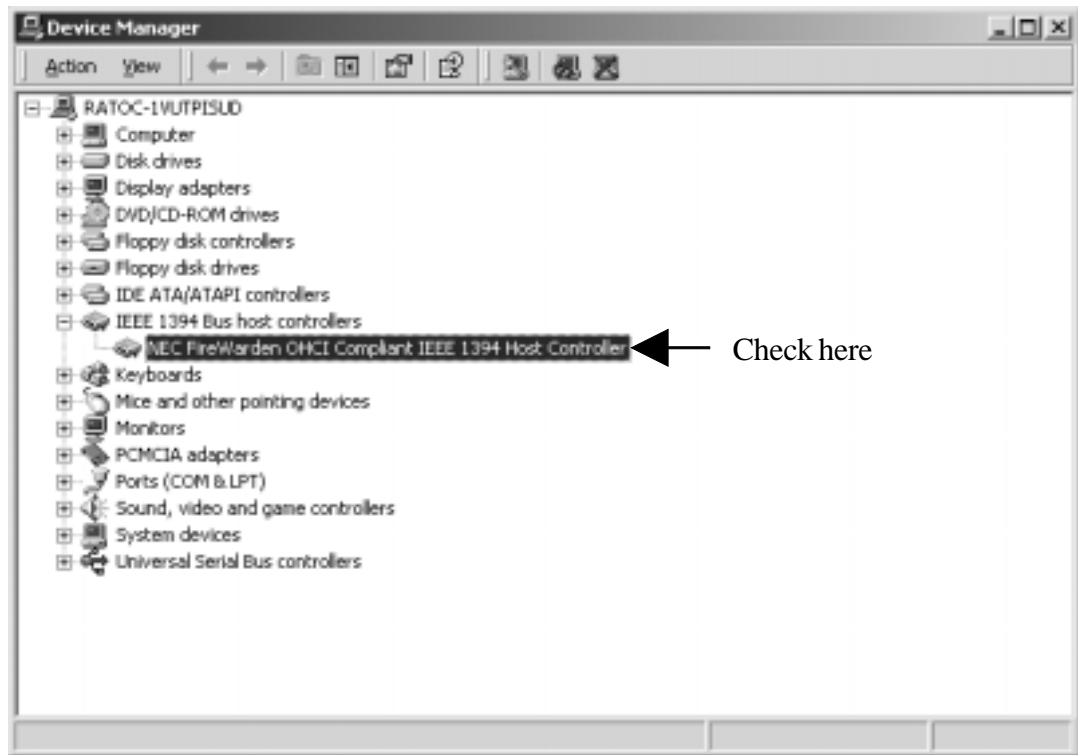 Device Manager
Action View
RATOC-1VUTPISUD
Computer
Disk drives
Display adapters
DVD/CD-ROM drives
Floppy disk controllers
Floppy disk drives
IDE ATA/ATAPI controllers
IEEE 1394 Bus host controllers
NEC FireWarden OHCI Compliant IEEE 1394 Host Controller
Check here
Keyboards
Mice and other pointing devices
Monitors
PCMCIA adapters
Ports (COM & LPT)
Sound, video and game controllers
System devices
Universal Serial Bus controllers